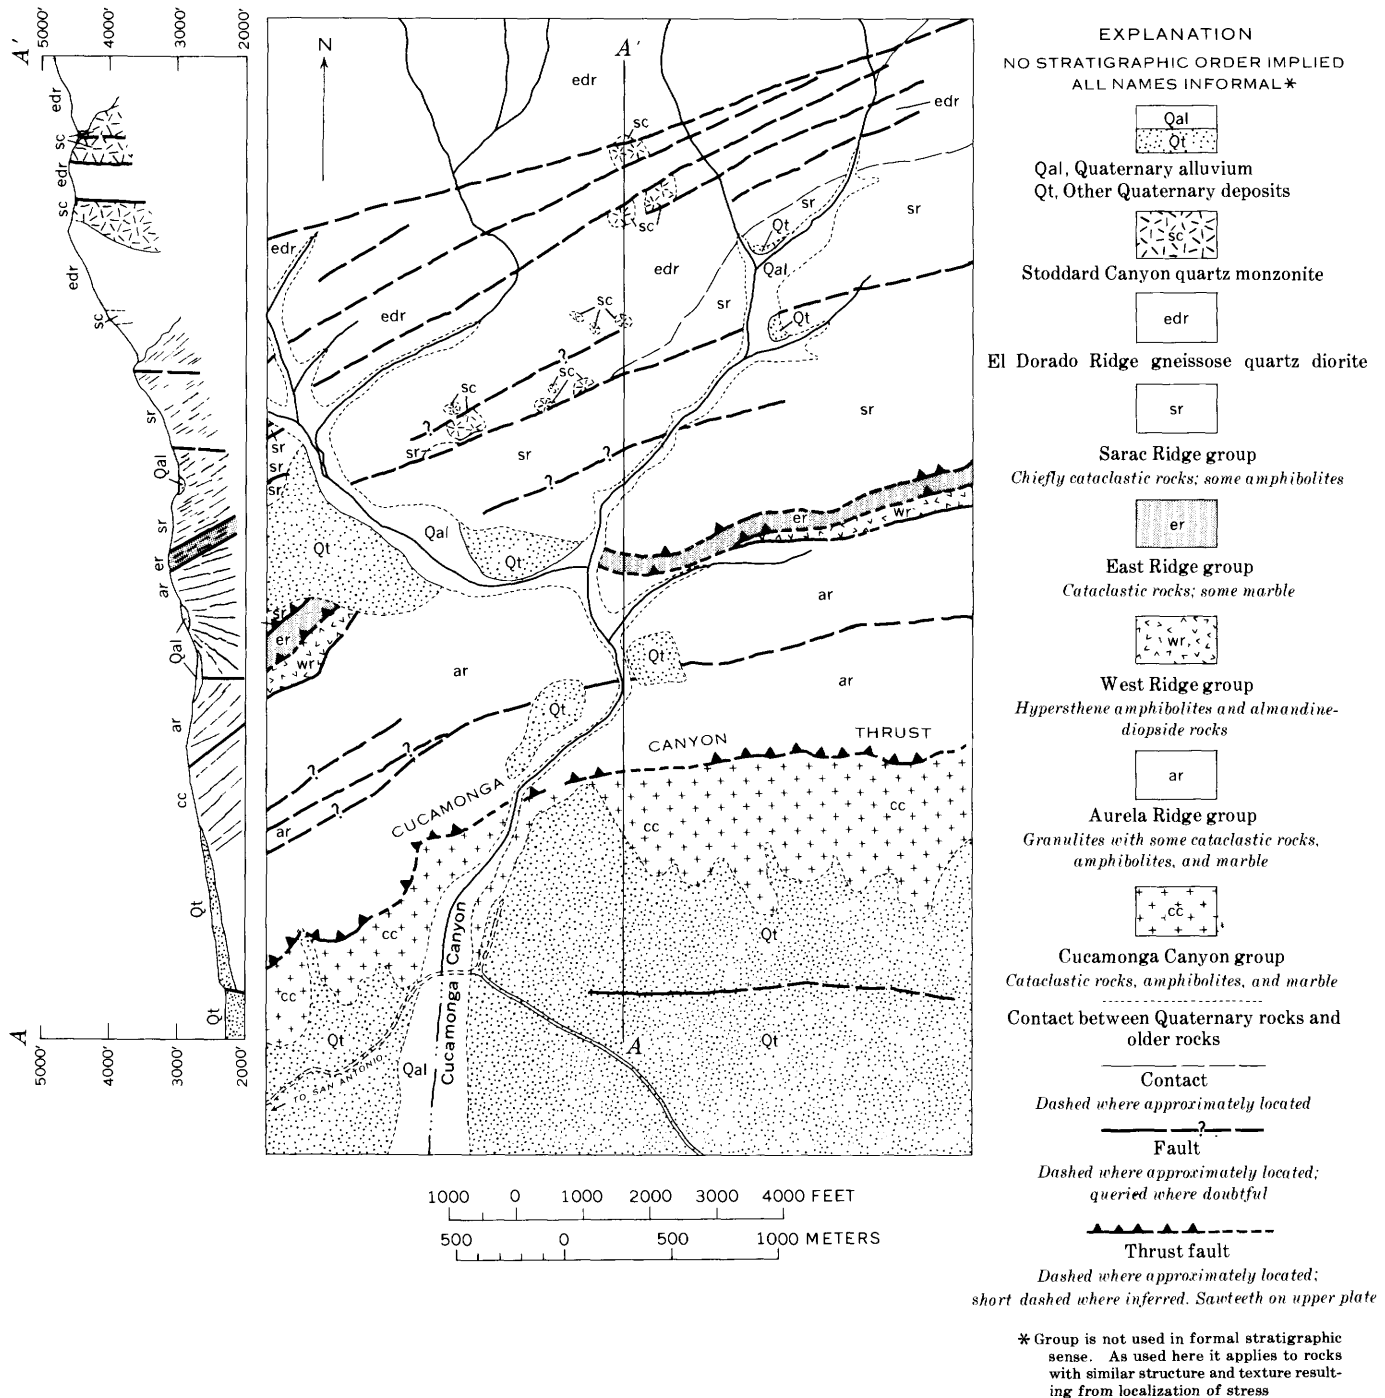 A'
5000'
4000'
3000'
2000'
edr
sc
edr
sc
edr
sc
sr
Qal
sr
er
ar
Qal
ar
cc
Qt
Qt
A
5000'
4000'
3000'
2000'
N
A'
edr
edr
sc
sr
sr
sc
Qt
edr
edr
Qal
sc
sr
edr
Qt
?
sc
sc
sr
?
sr
sr
sr
sr
sr
?
?
Qal
Qt
Qt
er
wr
sr
er
wr
ar
ar
Qt
ar
Qt
?
?
?
ar
CUCAMONGA CANYON THRUST
cc
cc
cc
cc
Qt
Qt
Qt
Qal
Cucamonga Canyon
Cucamonga Canyon
TO SAN ANTONIO
A
1000 0 1000 2000 3000 4000 FEET
500 0 500 1000 METERS
EXPLANATION
NO STRATIGRAPHIC ORDER IMPLIED
ALL NAMES INFORMAL*
Qal
Qt
Qal, Quaternary alluvium
Qt, Other Quaternary deposits
sc
Stoddard Canyon quartz monzonite
edr
El Dorado Ridge gneissose quartz diorite
sr
Sarac Ridge group
Chiefly cataclastic rocks; some amphibolites
er
East Ridge group
Cataclastic rocks; some marble
wr
West Ridge group
Hypersthene amphibolites and almandine-
diopside rocks
ar
Aurela Ridge group
Granulites with some cataclastic rocks,
amphibolites, and marble
cc
Cucamonga Canyon group
Cataclastic rocks, amphibolites, and marble
Contact between Quaternary rocks and
older rocks
Contact
Dashed where approximately located
?
Fault
Dashed where approximately located;
queried where doubtful
Thrust fault
Dashed where approximately located;
short dashed where inferred. Sawteeth on upper plate
* Group is not used in formal stratigraphic
sense. As used here it applies to rocks
with similar structure and texture result-
ing from localization of stress